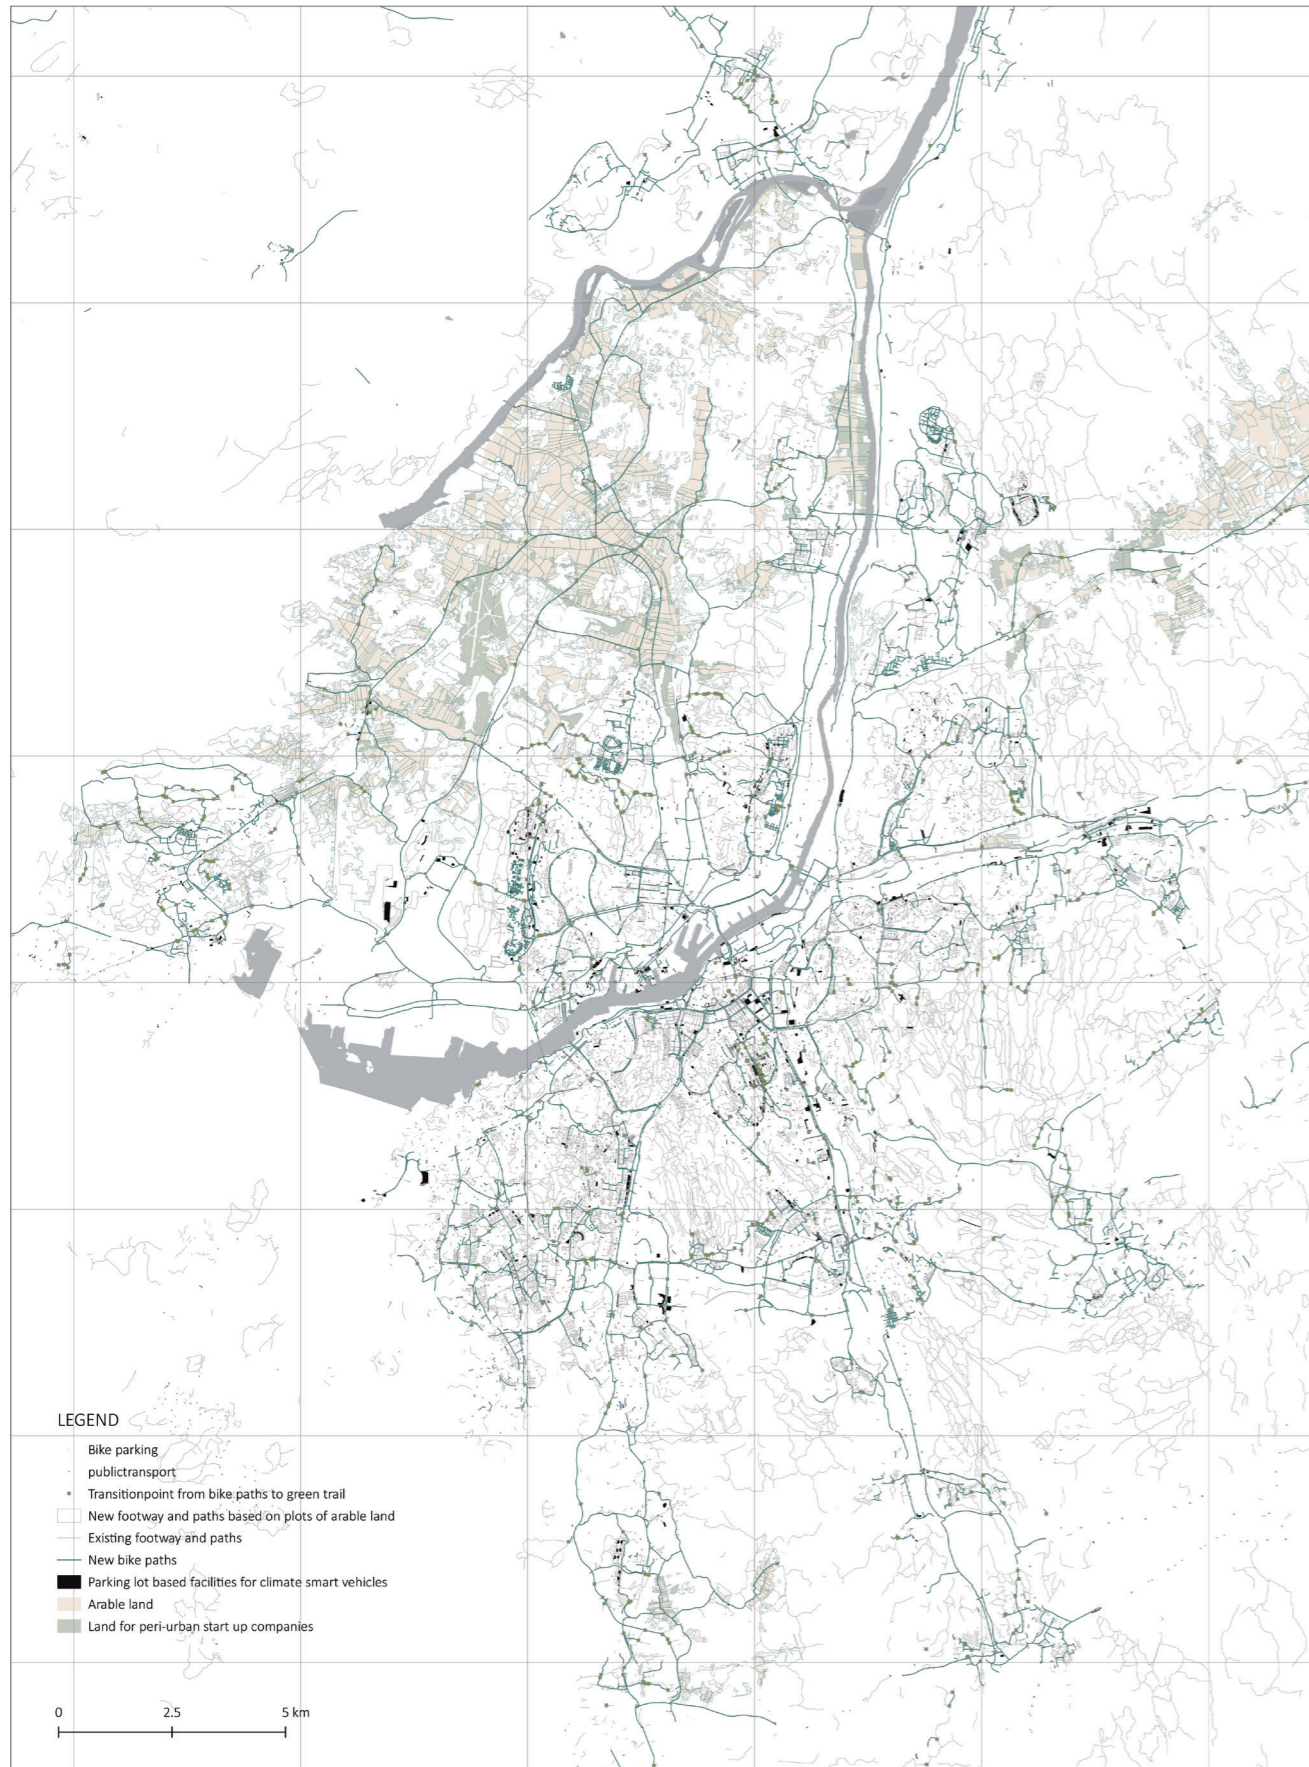 LEGEND
Bike parking
publictransport
Transitionpoint from bike paths to green trail
New footway and paths based on plots of arable land
Existing footway and paths
New bike paths
Parking lot based facilities for climate smart vehicles
Arable land
Land for peri-urban start up companies
0 2.5 5 km